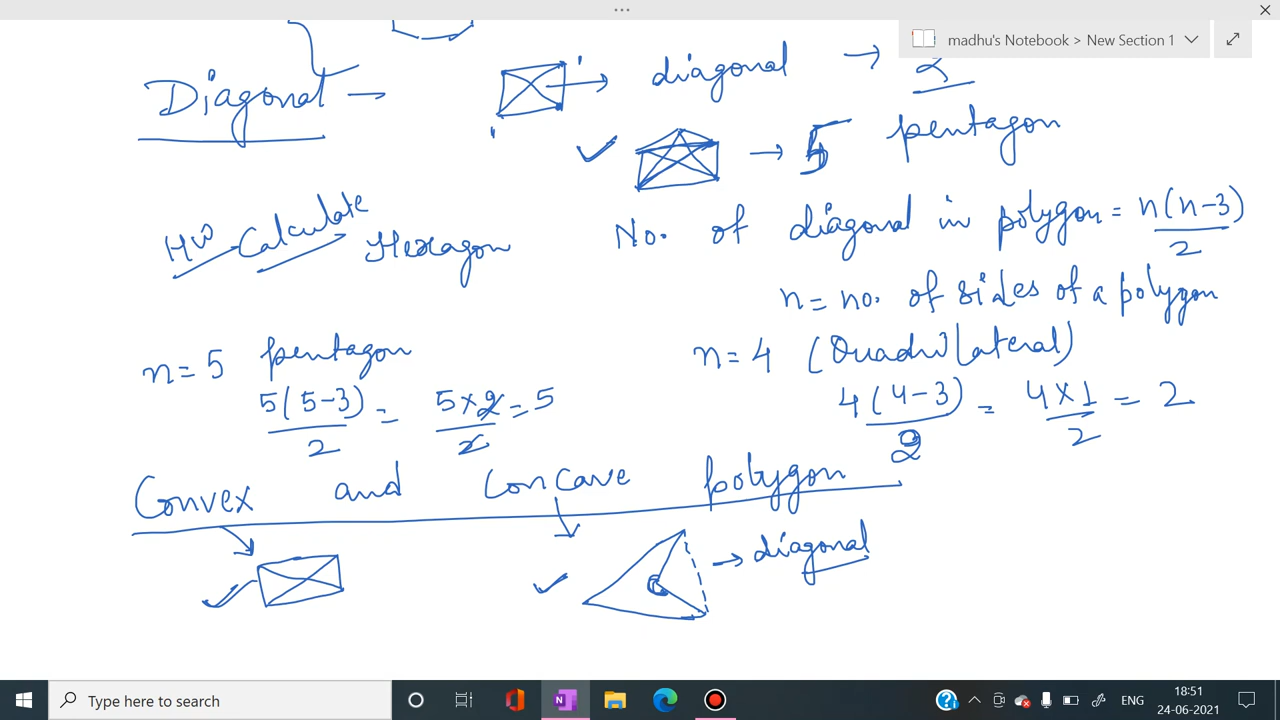 madhu's Notebook > New Section 1
Diagonal → → diagonal → 2
→ 5 pentagon
HW Calculate Hexagon
No. of diagonal in polygon = n(n-3)/2
n = no. of sides of a polygon
n = 5 pentagon
5(5-3)/2 = 5×2/2 = 5
n = 4 (Quadrilateral)
4(4-3)/2 = 4×1/2 = 2
Convex and Concave polygon
→ diagonal
Type here to search
ENG
18:51
24-06-2021